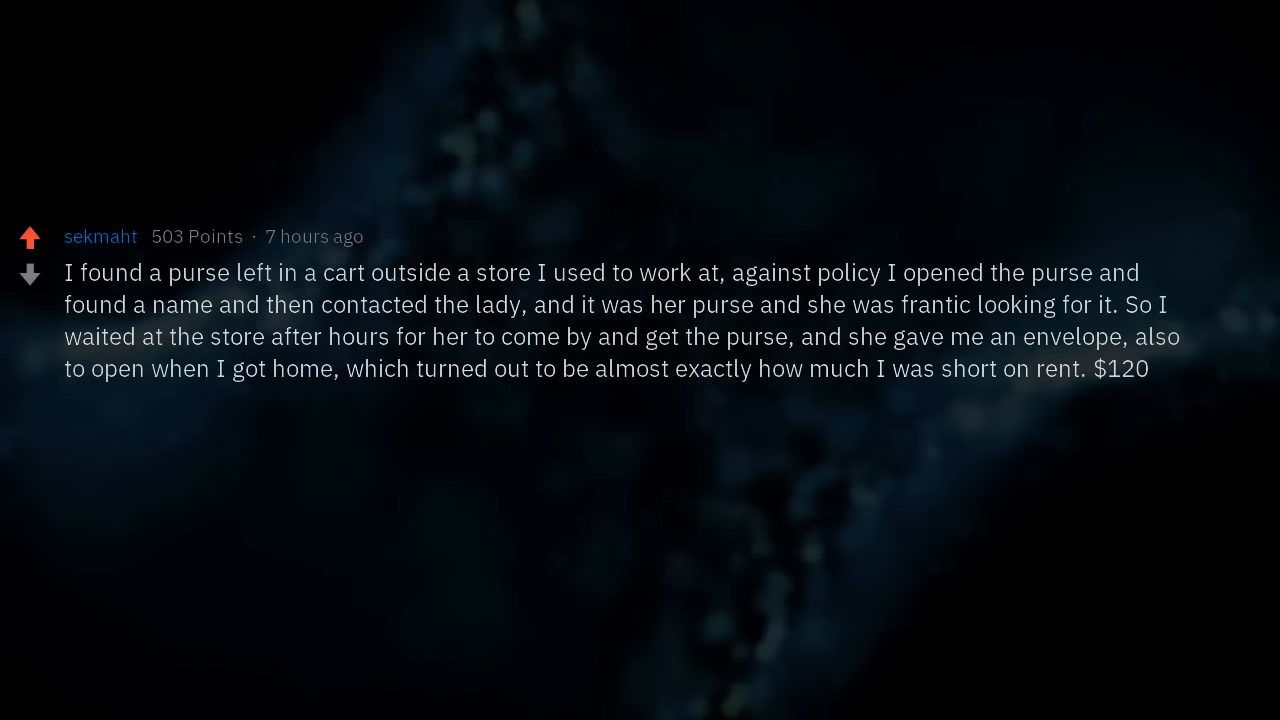 sekmaht 503 Points · 7 hours ago
I found a purse left in a cart outside a store I used to work at, against policy I opened the purse and
found a name and then contacted the lady, and it was her purse and she was frantic looking for it. So I
waited at the store after hours for her to come by and get the purse, and she gave me an envelope, also
to open when I got home, which turned out to be almost exactly how much I was short on rent. $120